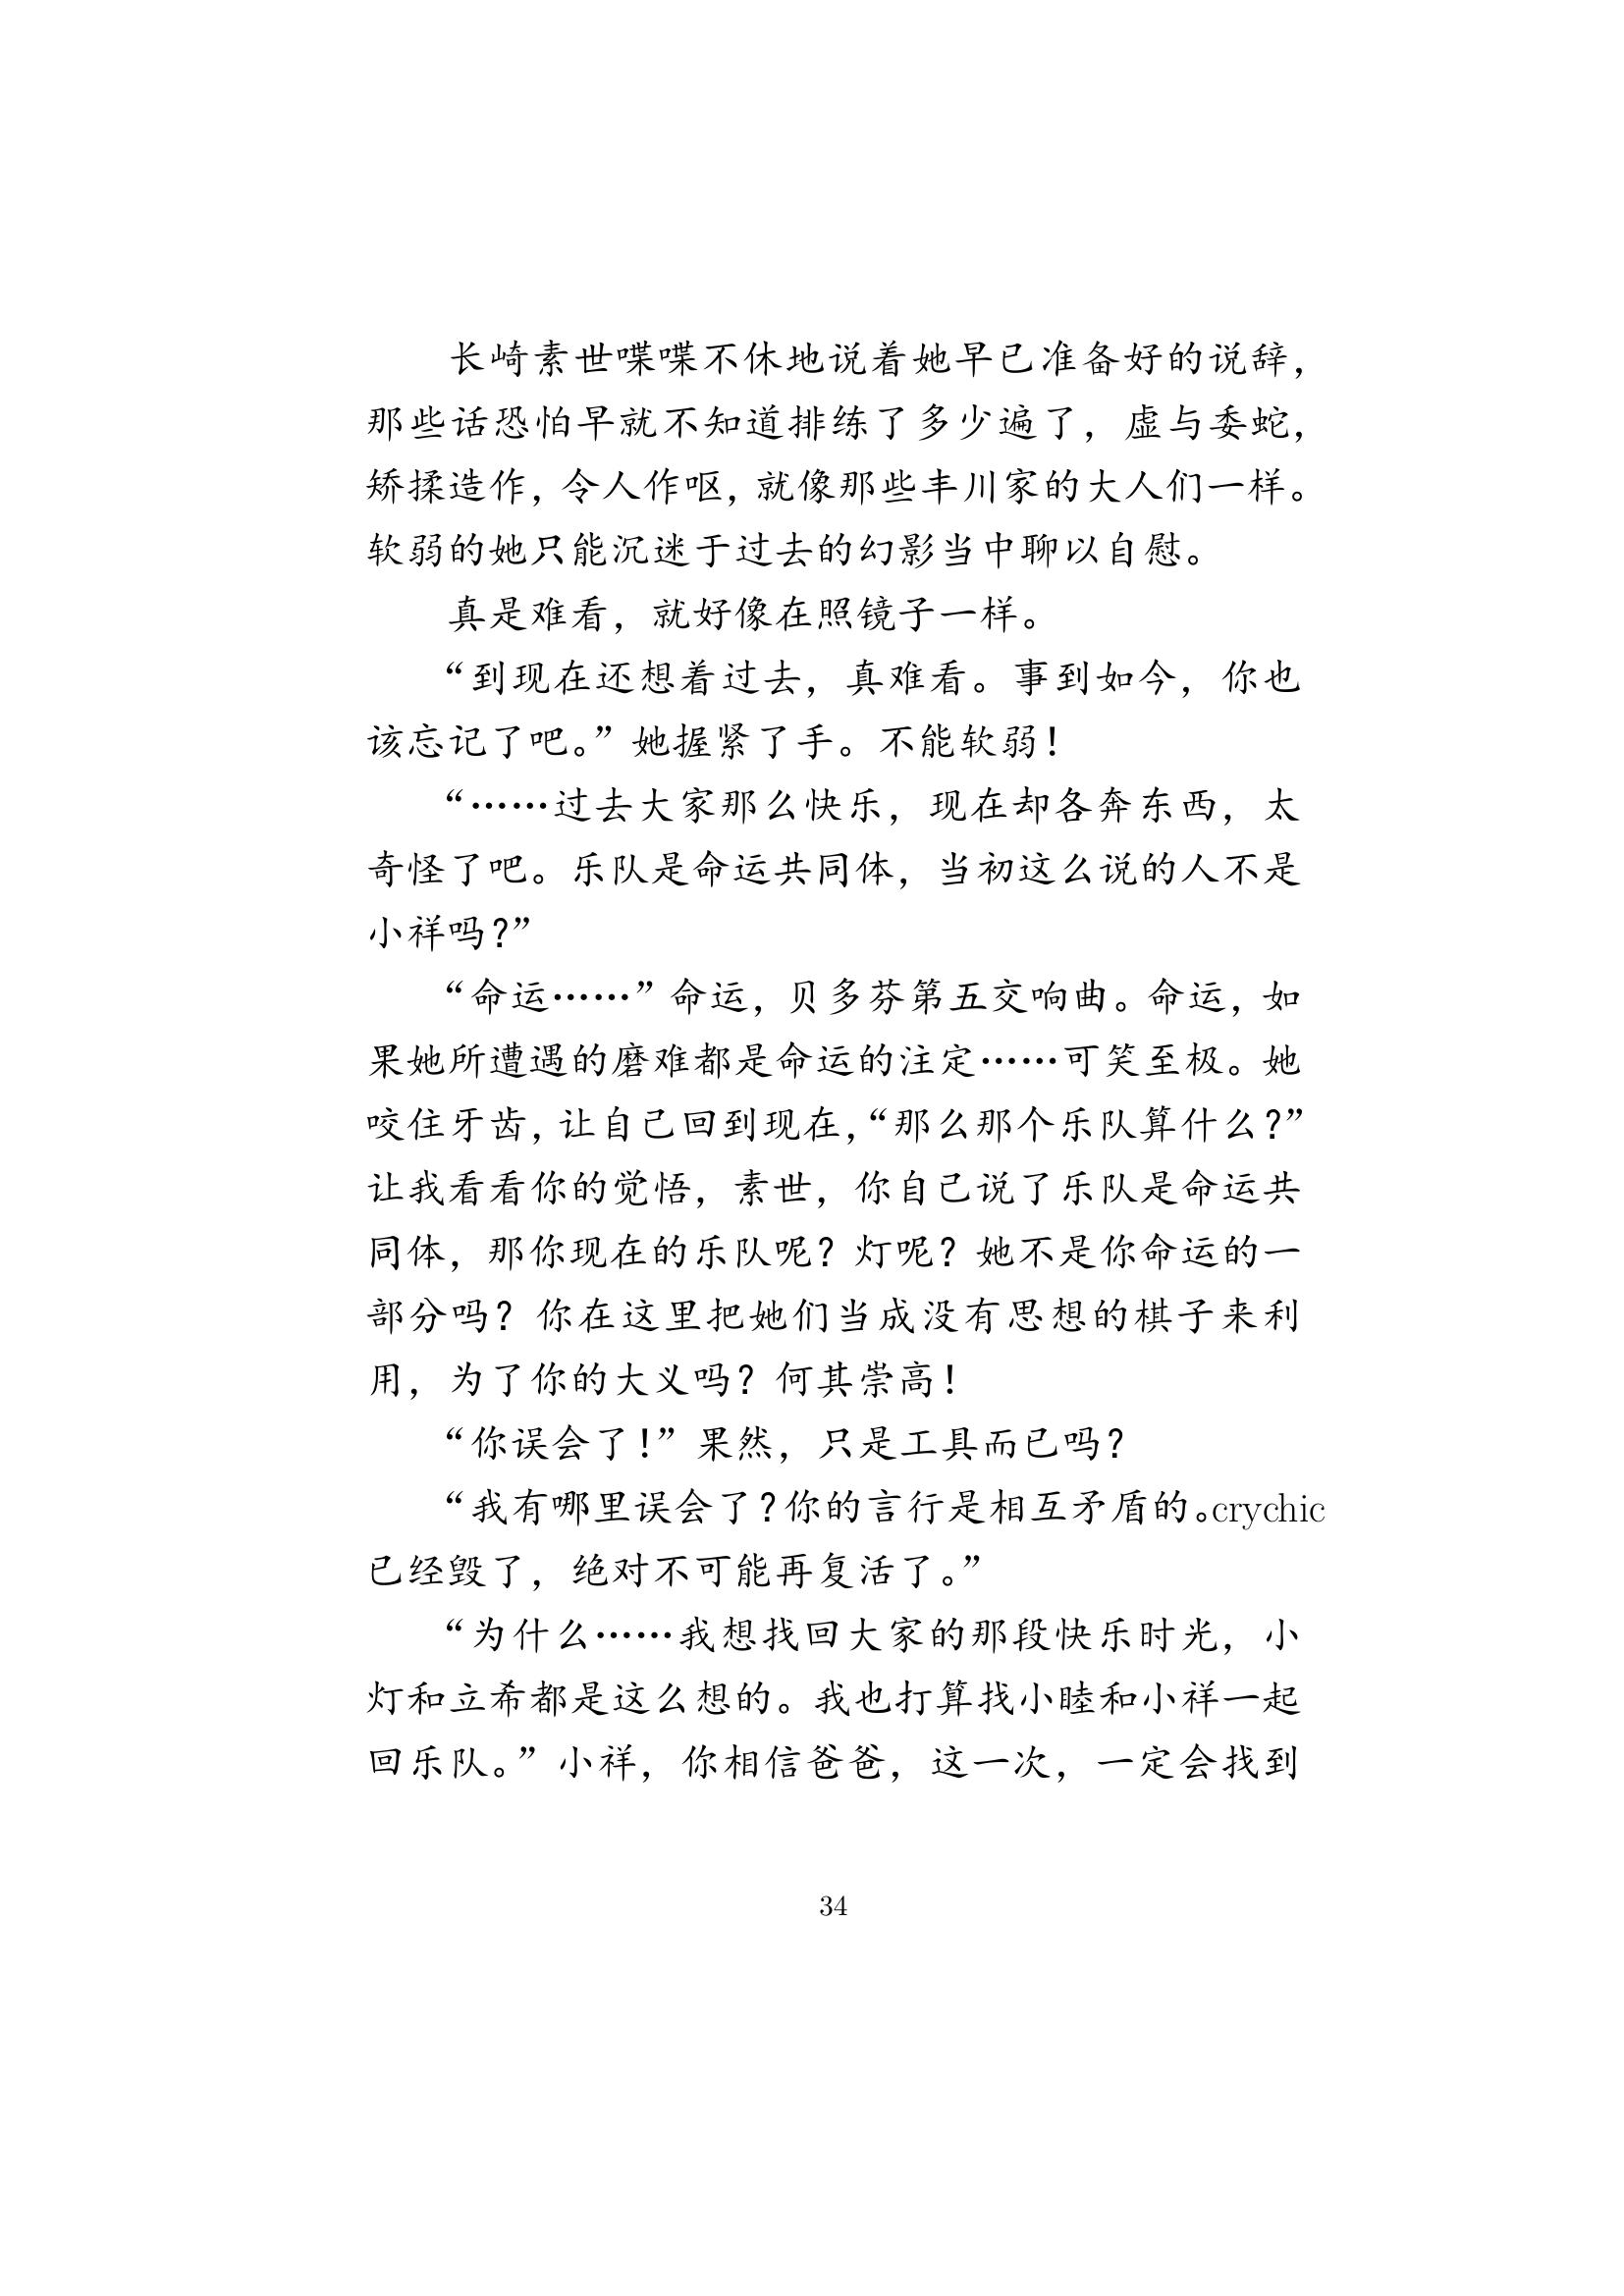 长崎素世喋喋不休地说着她早已准备好的说辞，
那些话恐怕早就不知道排练了多少遍了，虚与委蛇，
矫揉造作，令人作呕，就像那些丰川家的大人们一样。
软弱的她只能沉迷于过去的幻影当中聊以自慰。
真是难看，就好像在照镜子一样。
“到现在还想着过去，真难看。事到如今，你也
该忘记了吧。”她握紧了手。不能软弱！
“……过去大家那么快乐，现在却各奔东西，太
奇怪了吧。乐队是命运共同体，当初这么说的人不是
小祥吗？”
“命运……”命运，贝多芬第五交响曲。命运，如
果她所遭遇的磨难都是命运的注定……可笑至极。她
咬住牙齿，让自己回到现在，“那么那个乐队算什么？”
让我看看你的觉悟，素世，你自己说了乐队是命运共
同体，那你现在的乐队呢？灯呢？她不是你命运的一
部分吗？你在这里把她们当成没有思想的棋子来利
用，为了你的大义吗？何其崇高！
“你误会了！”果然，只是工具而已吗？
“我有哪里误会了？你的言行是相互矛盾的。crychic
已经毁了，绝对不可能再复活了。”
“为什么……我想找回大家的那段快乐时光，小
灯和立希都是这么想的。我也打算找小睦和小祥一起
回乐队。”小祥，你相信爸爸，这一次，一定会找到
34